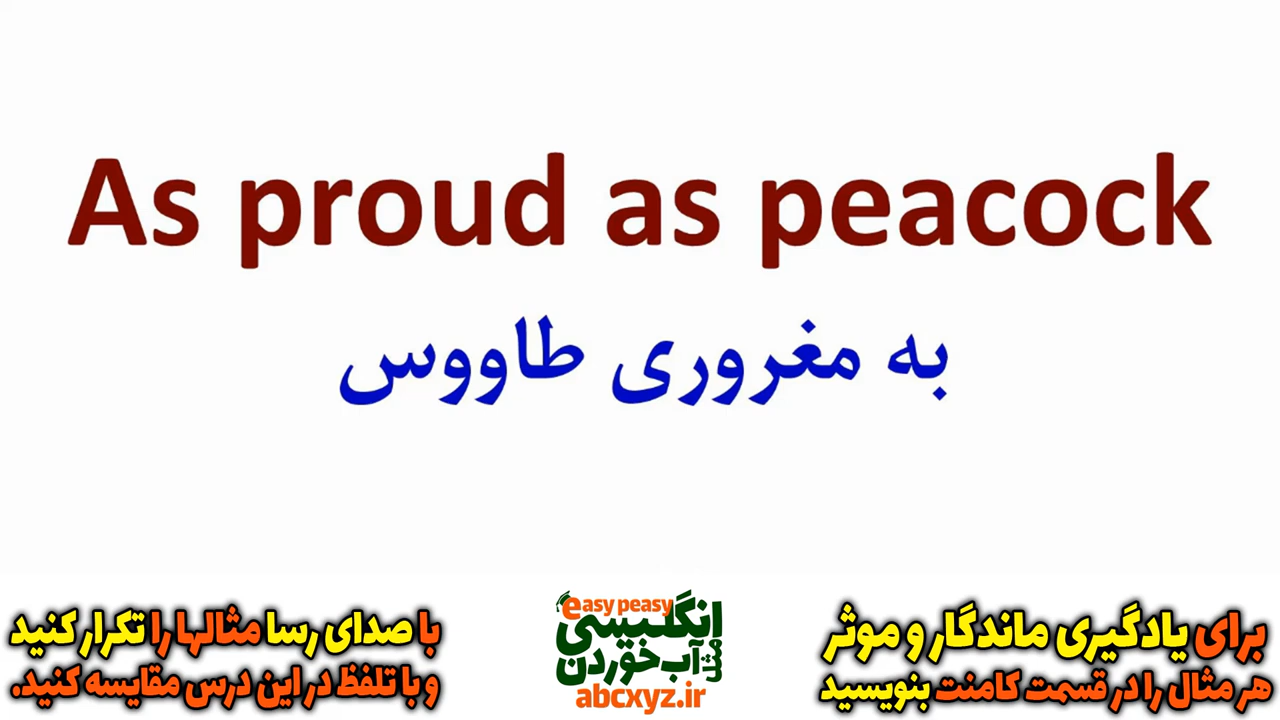 As proud as peacock
به مغروری طاووس
برای یادگیری ماندگار و موثر
هر مثال را در قسمت کامنت بنویسید
easy peasy
انگلیسی
مثل آب خوردن
abcxyz.ir
با صدای رسا مثالها را تکرار کنید
و با تلفظ در این درس مقایسه کنید.